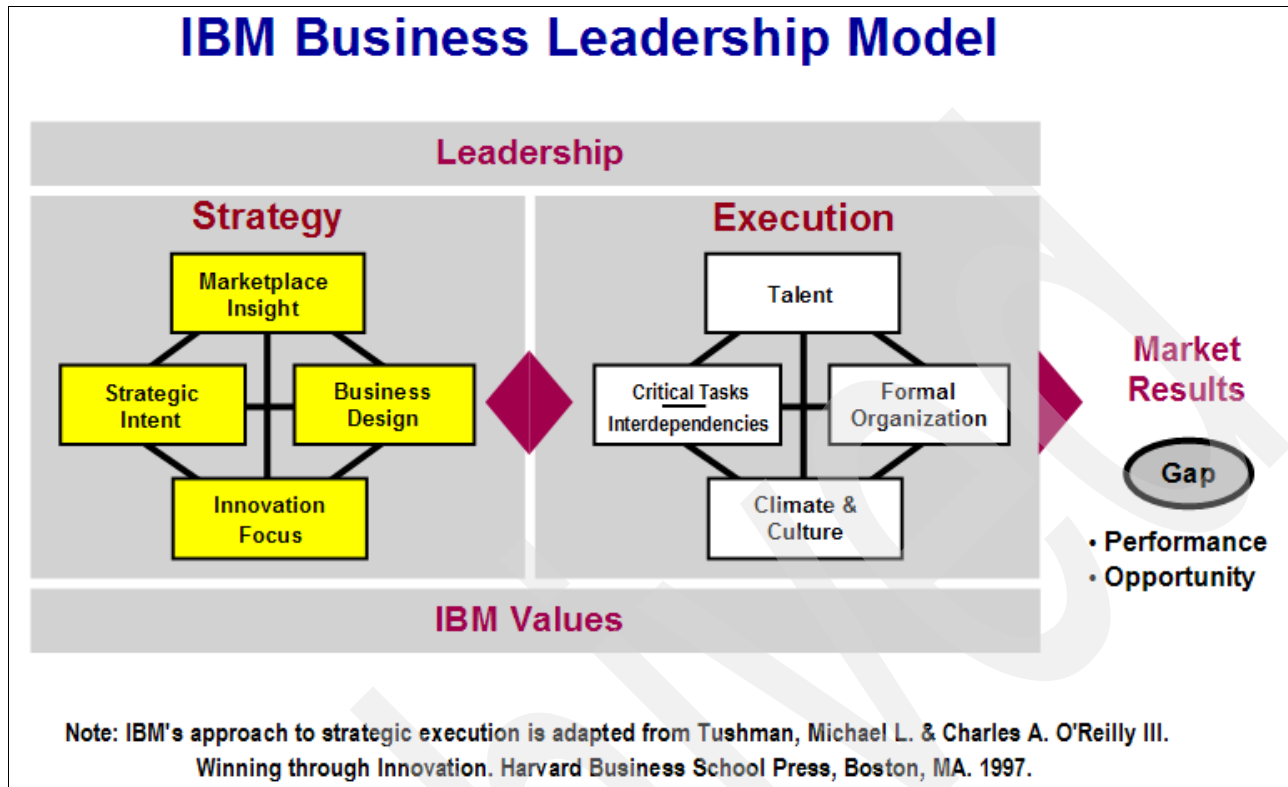 IBM Business Leadership Model
Leadership
Strategy
Marketplace
Insight
Strategic
Intent
Business
Design
Innovation
Focus
Execution
Talent
Critical Tasks
Interdependencies
Formal
Organization
Climate &
Culture
Market
Results
Gap
• Performance
• Opportunity
IBM Values
Note: IBM's approach to strategic execution is adapted from Tushman, Michael L. & Charles A. O'Reilly III.
Winning through Innovation. Harvard Business School Press, Boston, MA. 1997.